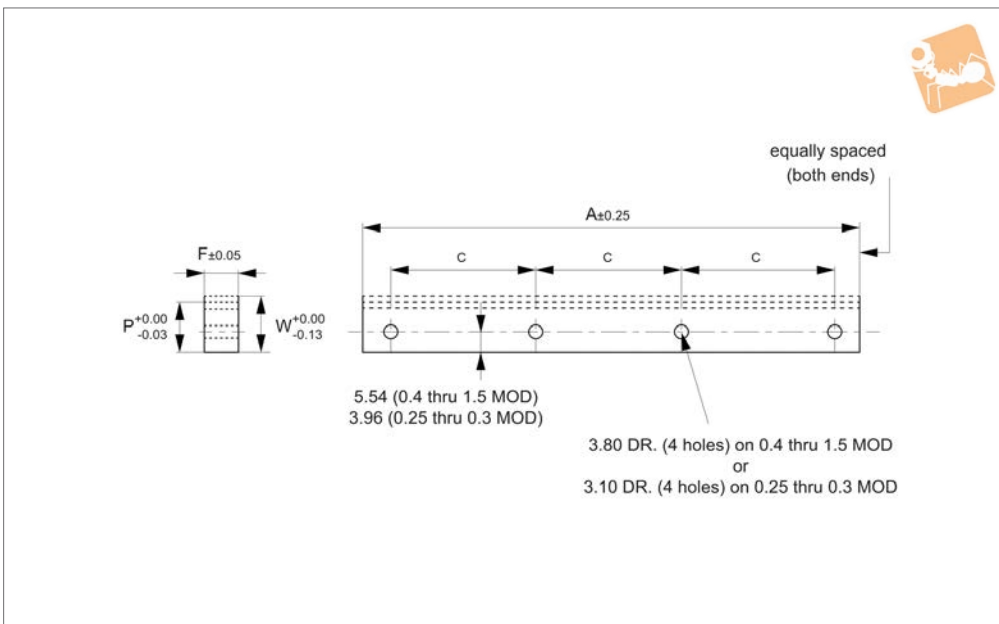 equally spaced
(both ends)
A±0.25
F±0.05
C C C
P+0.00
-0.03
W+0.00
-0.13
5.54 (0.4 thru 1.5 MOD)
3.96 (0.25 thru 0.3 MOD)
3.80 DR. (4 holes) on 0.4 thru 1.5 MOD
or
3.10 DR. (4 holes) on 0.25 thru 0.3 MOD